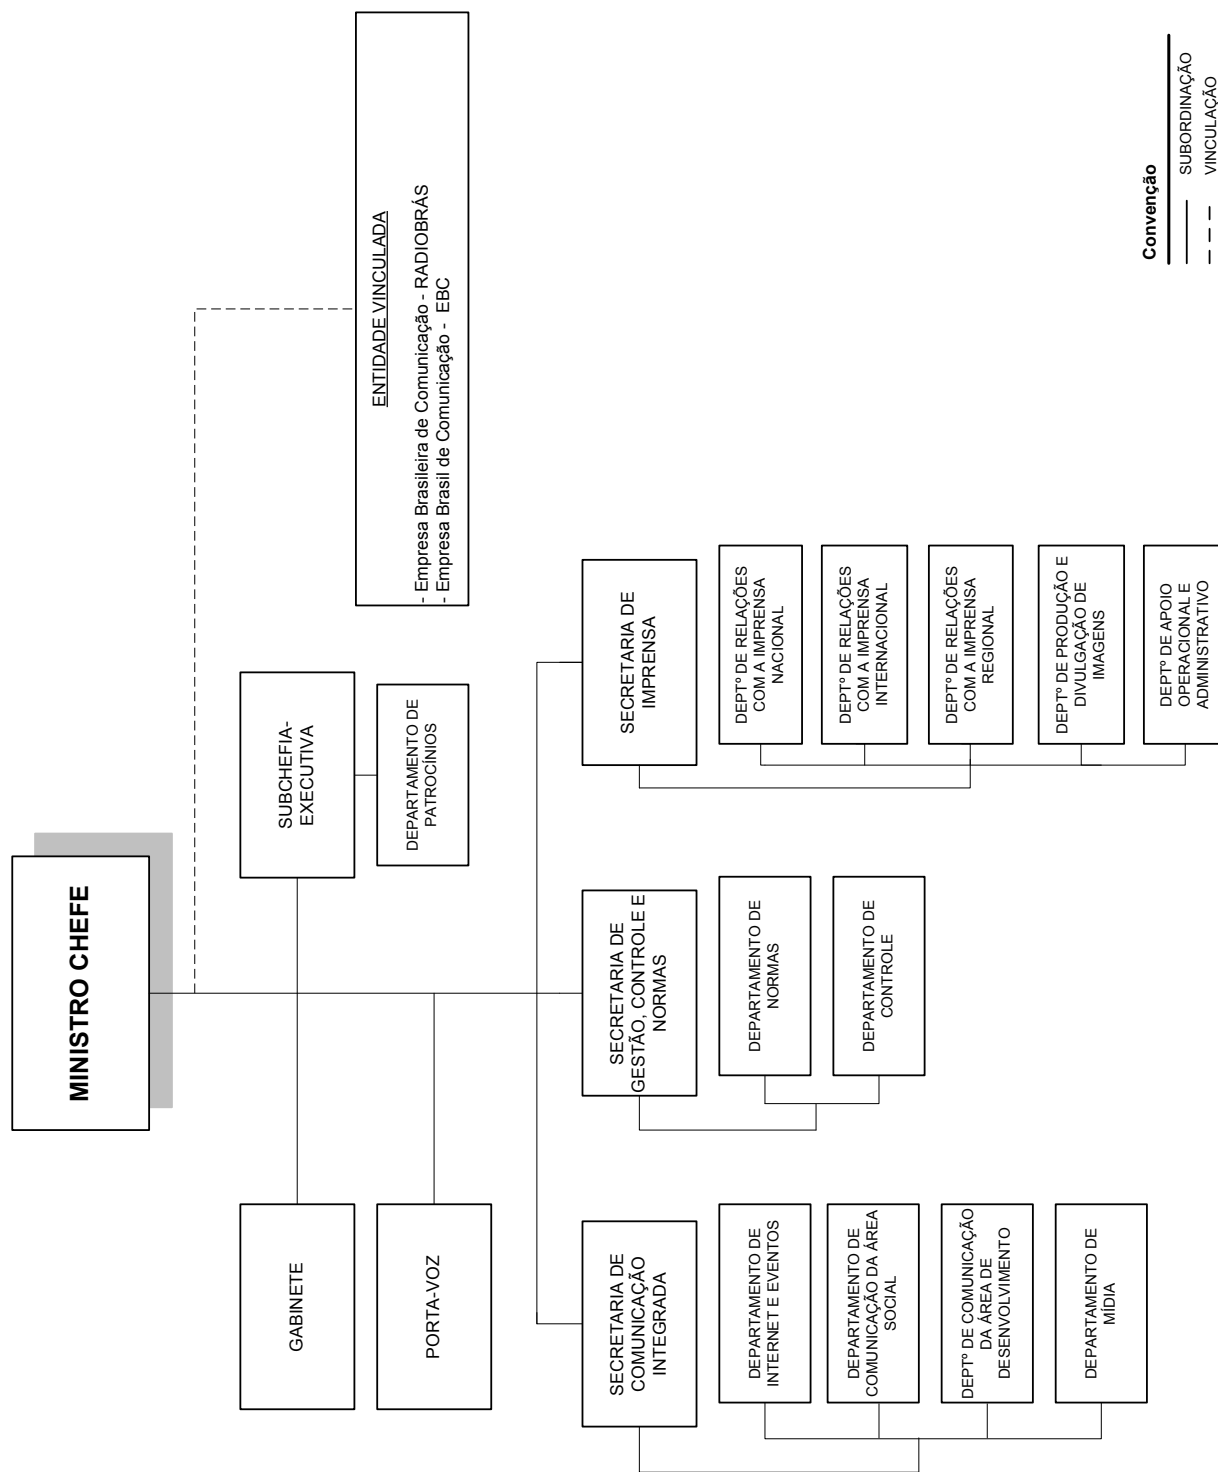 MINISTRO CHEFE
GABINETE
SUBCHEFIA-
EXECUTIVA
PORTA-VOZ
DEPARTAMENTO DE
PATROCÍNIOS
ENTIDADE VINCULADA
- Empresa Brasileira de Comunicação - RADIOBRÁS
- Empresa Brasil de Comunicação - EBC
SECRETARIA DE
COMUNICAÇÃO
INTEGRADA
DEPARTAMENTO DE
INTERNET E EVENTOS
DEPARTAMENTO DE
COMUNICAÇÃO DA ÁREA
SOCIAL
DEPTº DE COMUNICAÇÃO
DA ÁREA DE
DESENVOLVIMENTO
DEPARTAMENTO DE
MÍDIA
SECRETARIA DE
GESTÃO, CONTROLE E
NORMAS
DEPARTAMENTO DE
NORMAS
DEPARTAMENTO DE
CONTROLE
SECRETARIA DE
IMPRENSA
DEPTº DE RELAÇÕES
COM A IMPRENSA
NACIONAL
DEPTº DE RELAÇÕES
COM A IMPRENSA
INTERNACIONAL
DEPTº DE RELAÇÕES
COM A IMPRENSA
REGIONAL
DEPTº DE PRODUÇÃO E
DIVULGAÇÃO DE
IMAGENS
DEPTº DE APOIO
OPERACIONAL E
ADMINISTRATIVO
Convenção
SUBORDINAÇÃO
VINCULAÇÃO